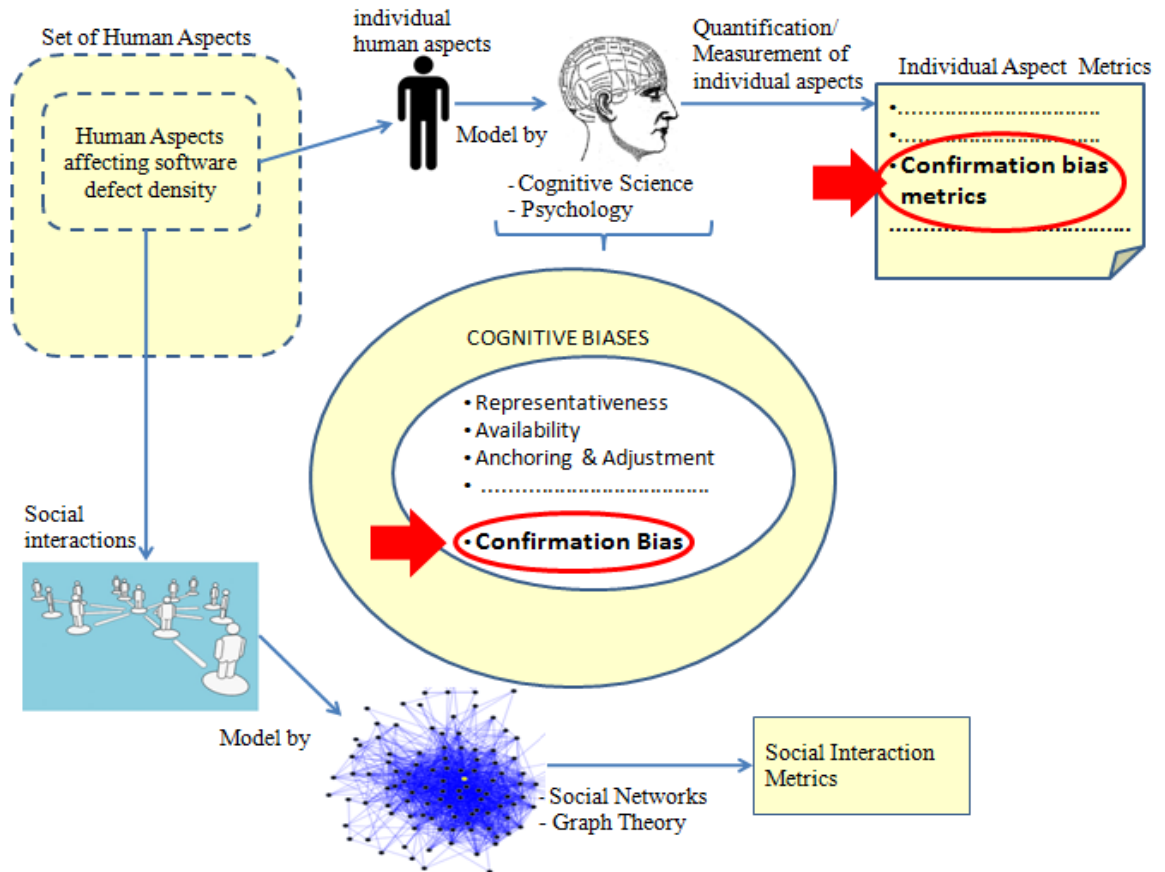 Set of Human Aspects
Human Aspects
affecting software
defect density
individual
human aspects
Model by
- Cognitive Science
- Psychology
Quantification/
Measurement of
individual aspects
Individual Aspect Metrics
•..................................
•..................................
• Confirmation bias
metrics
........................................
COGNITIVE BIASES
• Representativeness
• Availability
• Anchoring & Adjustment
• ......................................
• Confirmation Bias
Social
interactions
Model by
- Social Networks
- Graph Theory
Social Interaction
Metrics